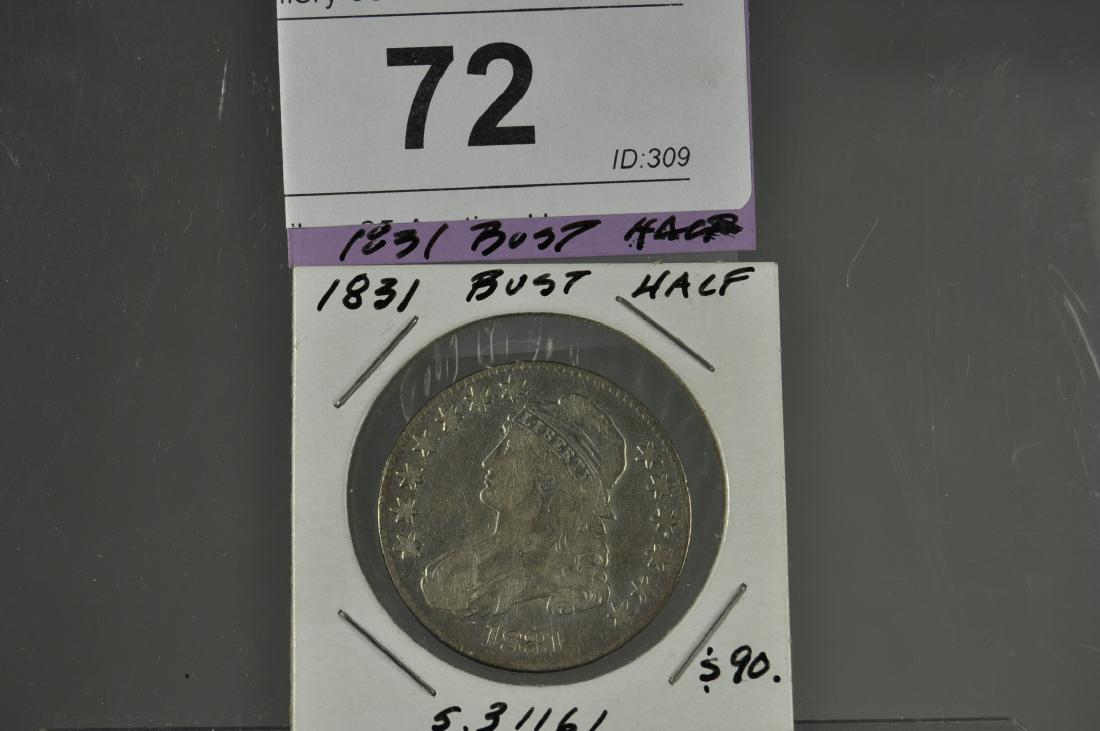 72
ID:309
1831 BUST HALF
1831 BUST HALF
LIBERTY
1831
$90.
S.31161